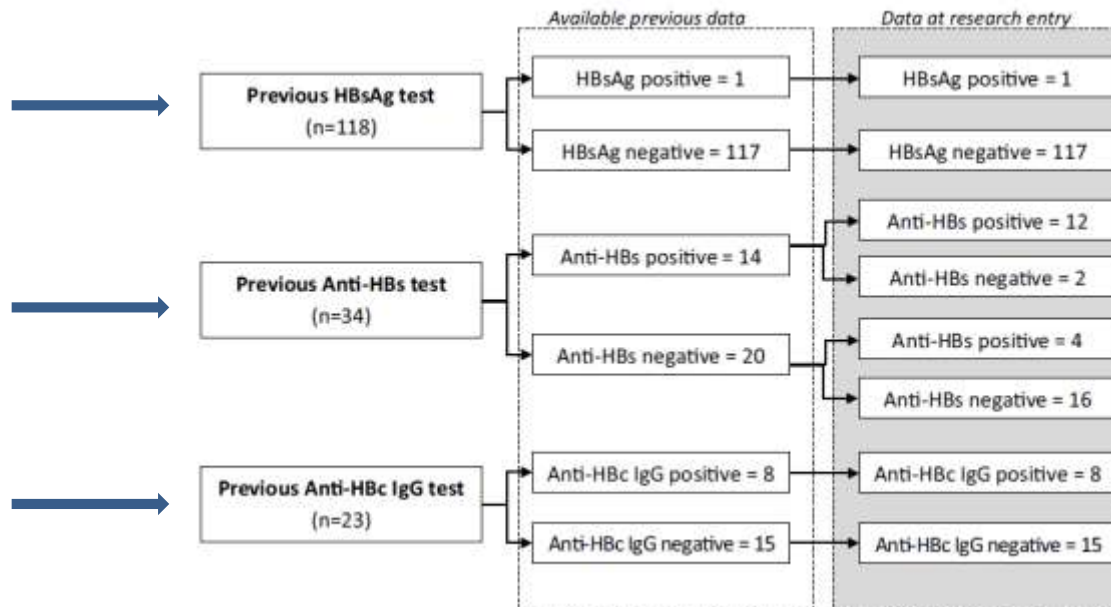 Available previous data
Data at research entry
Previous HBsAg test
(n=118)
HBsAg positive = 1
HBsAg positive = 1
HBsAg negative = 117
HBsAg negative = 117
Previous Anti-HBs test
(n=34)
Anti-HBs positive = 14
Anti-HBs positive = 12
Anti-HBs negative = 2
Anti-HBs negative = 20
Anti-HBs positive = 4
Anti-HBs negative = 16
Previous Anti-HBc IgG test
(n=23)
Anti-HBc IgG positive = 8
Anti-HBc IgG positive = 8
Anti-HBc IgG negative = 15
Anti-HBc IgG negative = 15